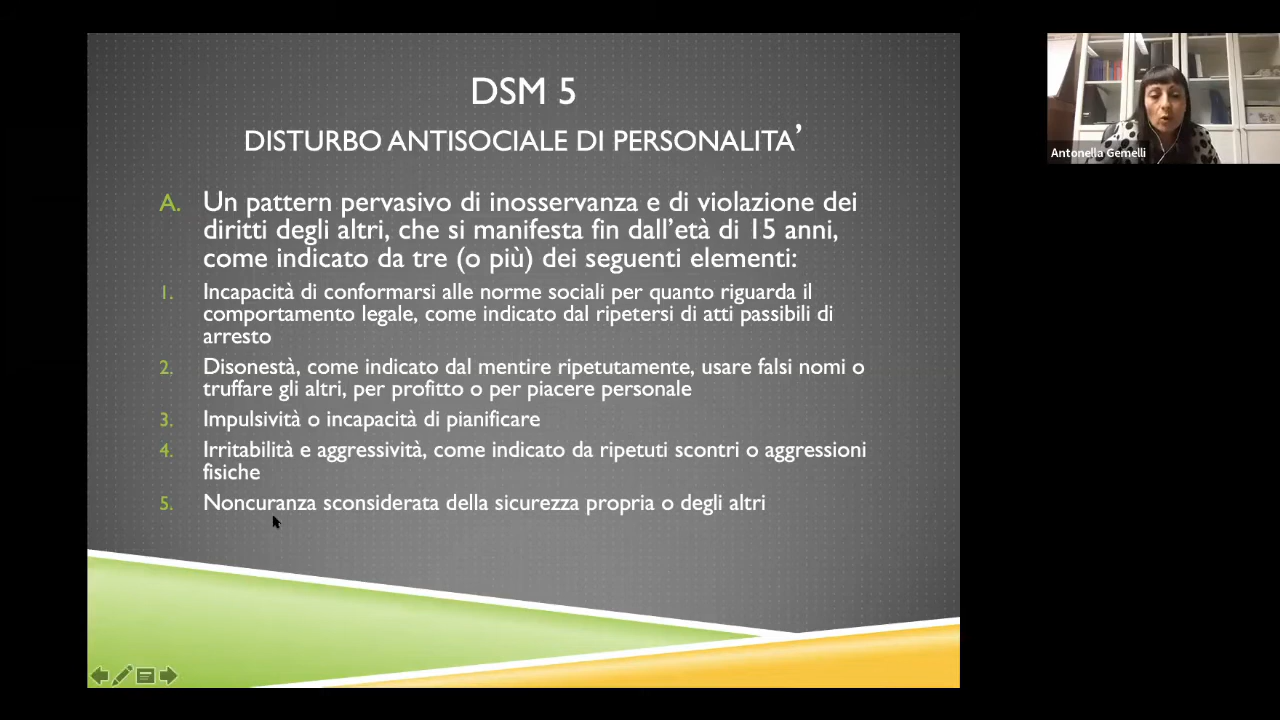 DSM 5
DISTURBO ANTISOCIALE DI PERSONALITA’
A. Un pattern pervasivo di inosservanza e di violazione dei
diritti degli altri, che si manifesta fin dall’età di 15 anni,
come indicato da tre (o più) dei seguenti elementi:
1. Incapacità di conformarsi alle norme sociali per quanto riguarda il
comportamento legale, come indicato dal ripetersi di atti passibili di
arresto
2. Disonestà, come indicato dal mentire ripetutamente, usare falsi nomi o
truffare gli altri, per profitto o per piacere personale
3. Impulsività o incapacità di pianificare
4. Irritabilità e aggressività, come indicato da ripetuti scontri o aggressioni
fisiche
5. Noncuranza sconsiderata della sicurezza propria o degli altri
Antonella Gemelli